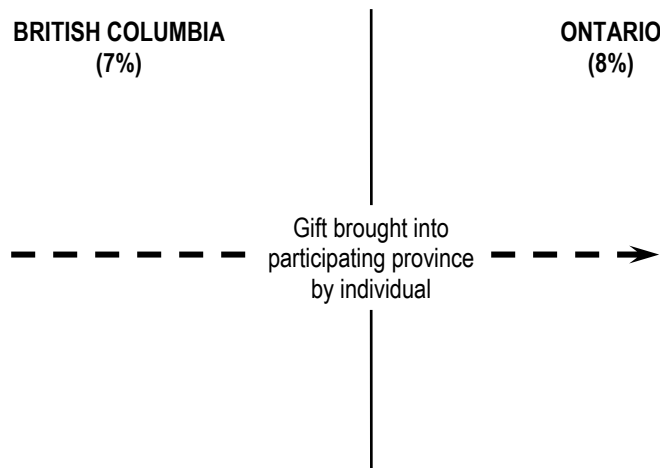 BRITISH COLUMBIA
(7%)
ONTARIO
(8%)
Gift brought into
participating province
by individual